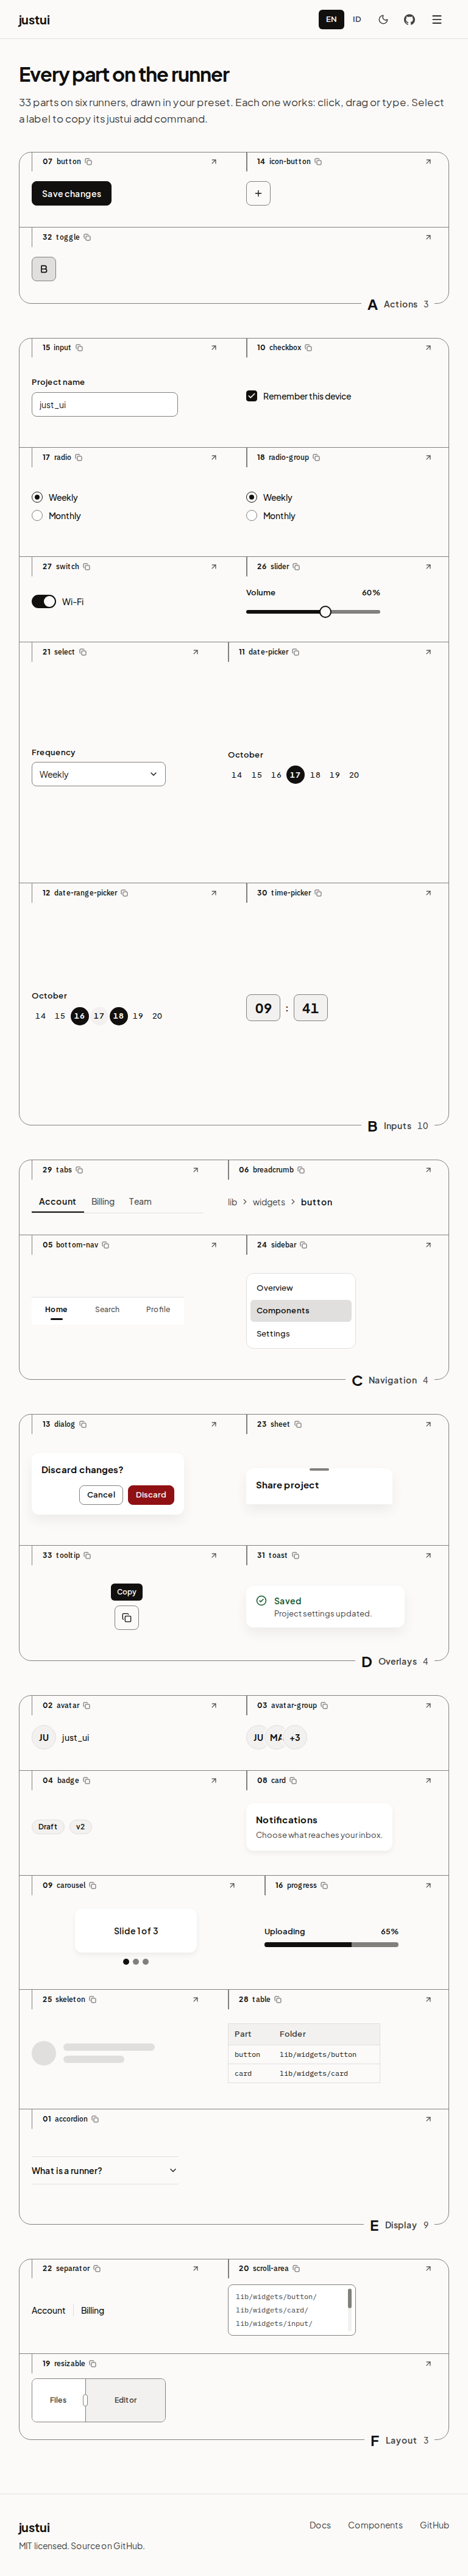 justui
EN ID
Every part on the runner
33 parts on six runners, drawn in your preset. Each one works: click, drag or type. Select
a label to copy its justui add command.
07 button
14 icon-button
Save changes
32 toggle
B
A Actions 3
15 input
10 checkbox
Project name
just_ui
Remember this device
17 radio
18 radio-group
Weekly
Monthly
Weekly
Monthly
27 switch
26 slider
Wi-Fi
Volume 60%
21 select
11 date-picker
Frequency
Weekly
October
14 15 16 17 18 19 20
12 date-range-picker
30 time-picker
October
14 15 16 17 18 19 20
09 : 41
B Inputs 10
29 tabs
06 breadcrumb
Account Billing Team
lib > widgets > button
05 bottom-nav
24 sidebar
Home Search Profile
Overview
Components
Settings
C Navigation 4
13 dialog
23 sheet
Discard changes?
Cancel Discard
Share project
33 tooltip
31 toast
Copy
Saved
Project settings updated.
D Overlays 4
02 avatar
03 avatar-group
JU just_ui
JU MA +3
04 badge
08 card
Draft v2
Notifications
Choose what reaches your inbox.
09 carousel
16 progress
Slide 1 of 3
Uploading 65%
25 skeleton
28 table
Part Folder
button lib/widgets/button
card lib/widgets/card
01 accordion
What is a runner?
E Display 9
22 separator
20 scroll-area
Account Billing
lib/widgets/button/
lib/widgets/card/
lib/widgets/input/
19 resizable
Files Editor
F Layout 3
justui
Docs Components GitHub
MIT licensed. Source on GitHub.